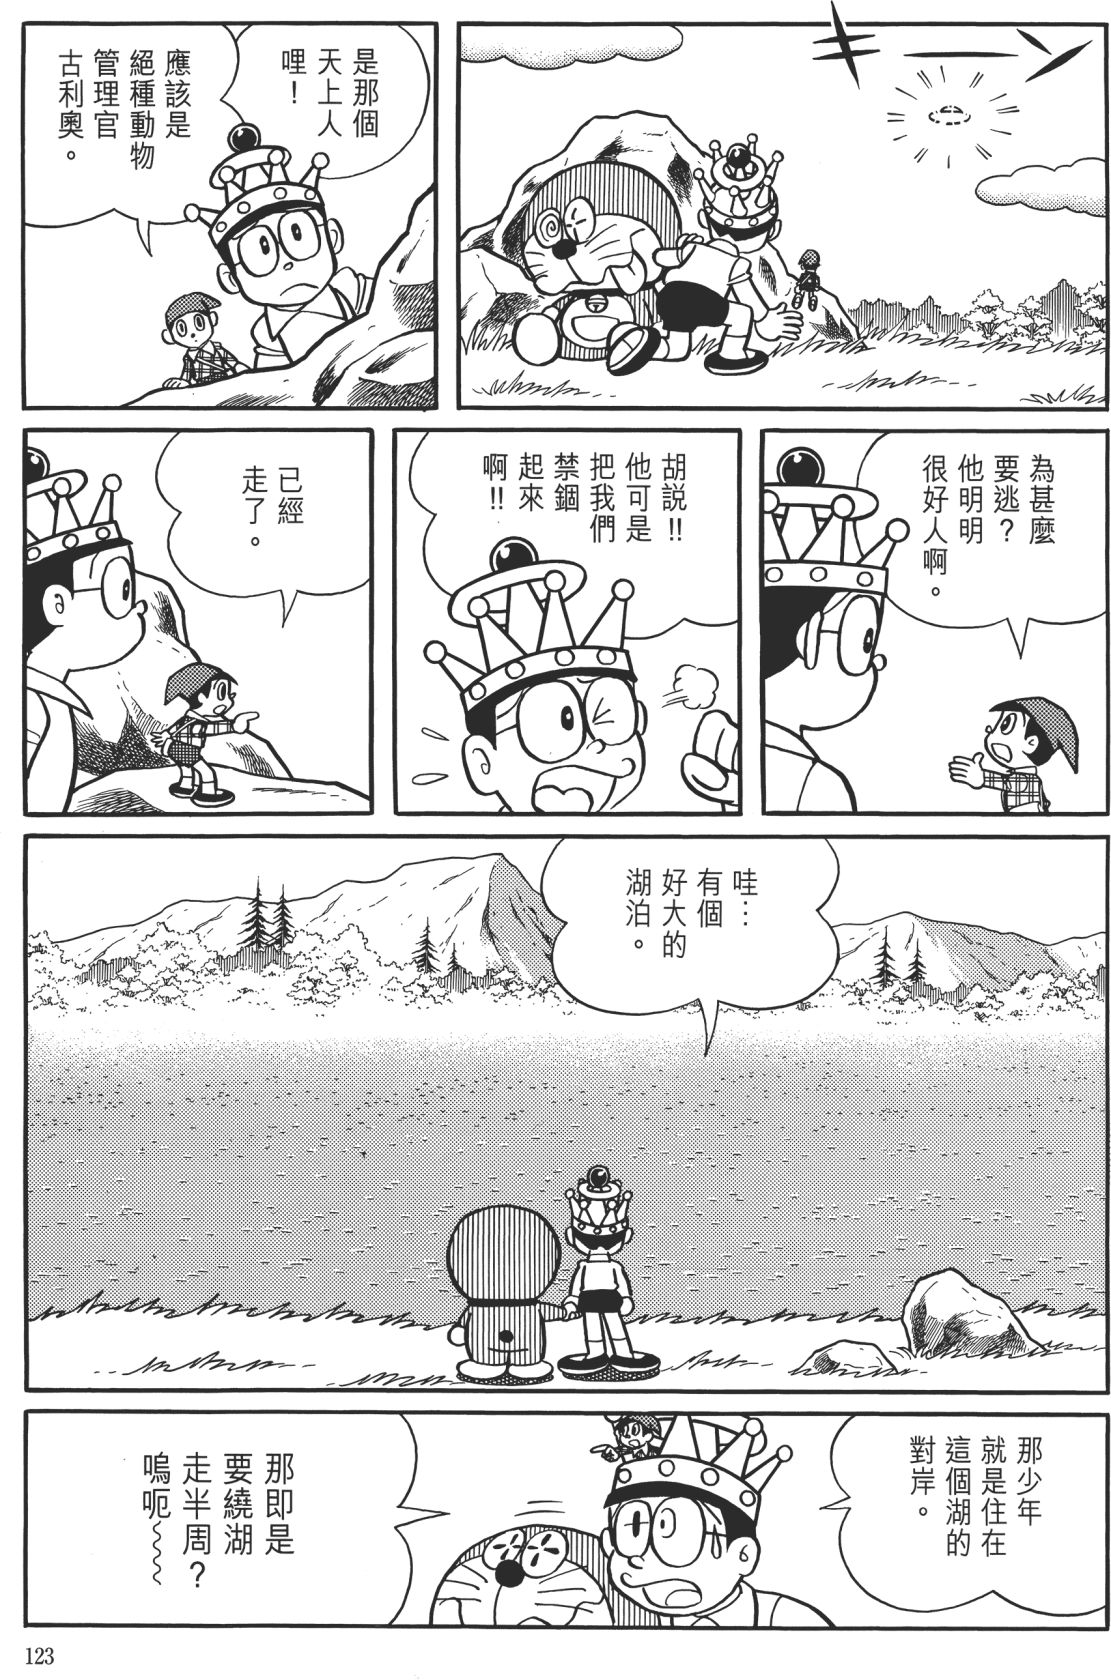 是那個
天上人
哩！
應該是
絕種動物
管理官
古利奧。
為甚麼
要逃？
他明明
很好人啊。
胡說!!
他可是
把我們
禁錮
起來
啊!!
已經
走了。
哇…
有個
好大的
湖泊。
那少年
就是住在
這個湖的
對岸。
那即是
要繞湖
走半周？
嗚呃～～
123